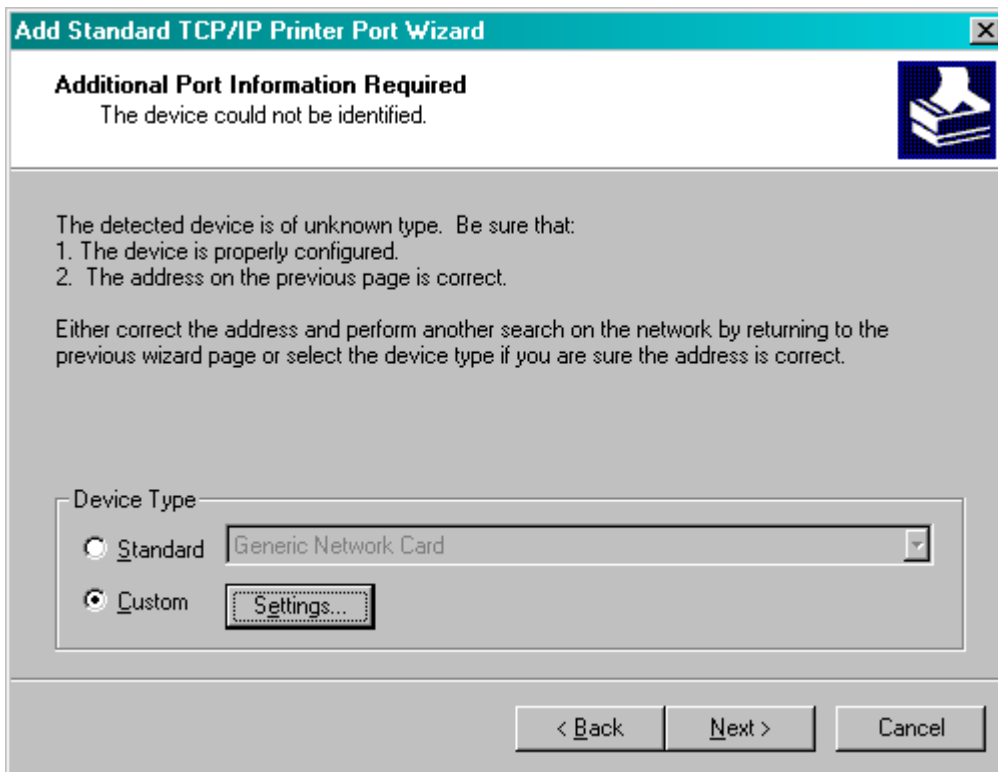 Add Standard TCP/IP Printer Port Wizard
Additional Port Information Required
The device could not be identified.
The detected device is of unknown type.  Be sure that:
1. The device is properly configured.
2.  The address on the previous page is correct.
Either correct the address and perform another search on the network by returning to the
previous wizard page or select the device type if you are sure the address is correct.
Device Type
Standard Generic Network Card
Custom Settings...
< Back Next > Cancel